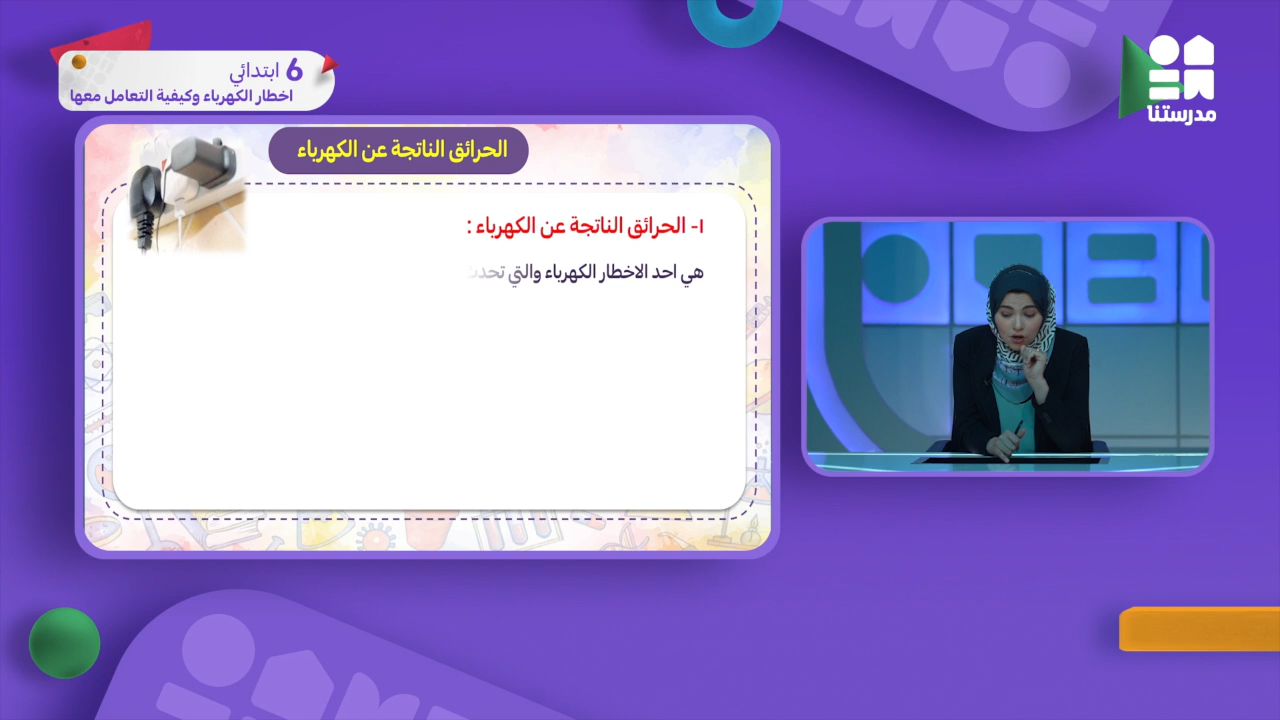 6 ابتدائي
اخطار الكهرباء وكيفية التعامل معها
مدرستنا
الحرائق الناتجة عن الكهرباء
١- الحرائق الناتجة عن الكهرباء :
هي احد الاخطار الكهرباء والتي تحدث